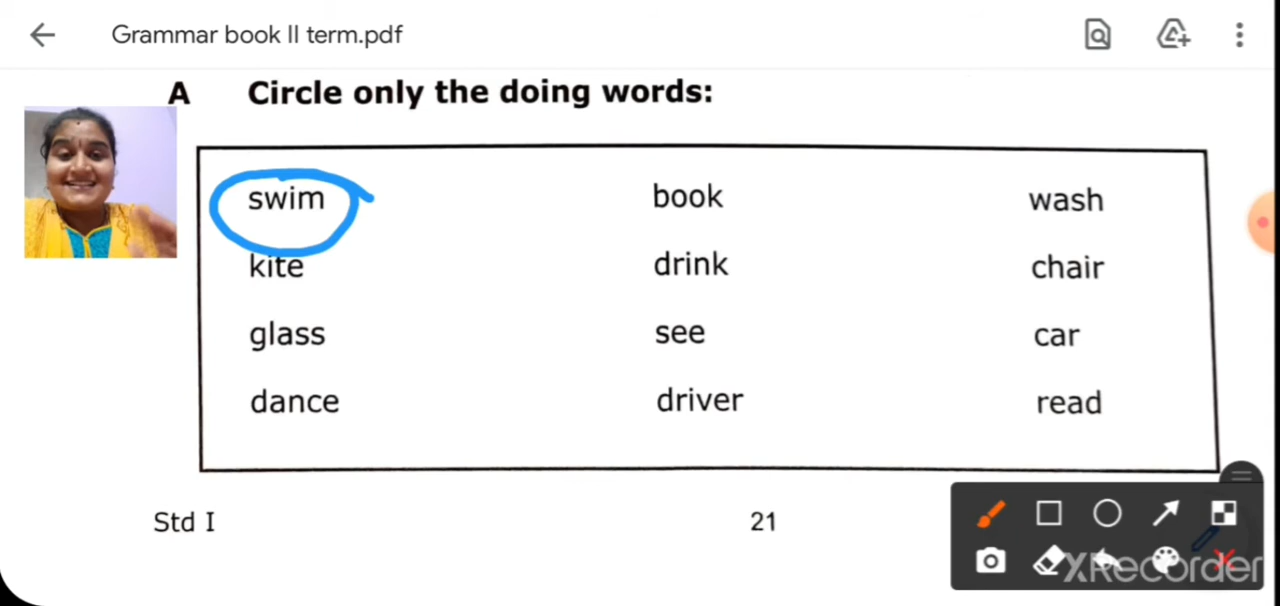 Grammar book II term.pdf
A Circle only the doing words:
swim book wash
kite drink chair
glass see car
dance driver read
Std I 21
XRecorder